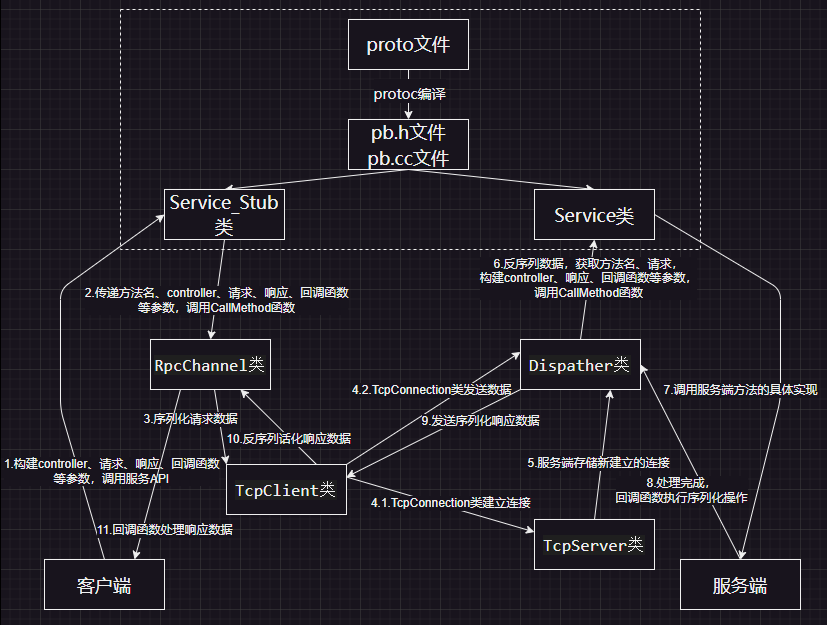 proto文件
protoc编译
pb.h文件
pb.cc文件
Service_Stub
类
Service类
6.反序列数据，获取方法名、请求，
构建controller、响应、回调函数等参数，
调用CallMethod函数
2.传递方法名、controller、请求、响应、回调函数
等参数，调用CallMethod函数
RpcChannel类
Dispather类
4.2.TcpConnection类发送数据
7.调用服务端方法的具体实现
3.序列化请求数据
9.发送序列化响应数据
10.反序列话化响应数据
1.构建controller、请求、响应、回调函数
等参数，调用服务API
TcpClient类
5.服务端存储新建立的连接
8.处理完成，
回调函数执行序列化操作
4.1.TcpConnection类建立连接
11.回调函数处理响应数据
TcpServer类
客户端
服务端